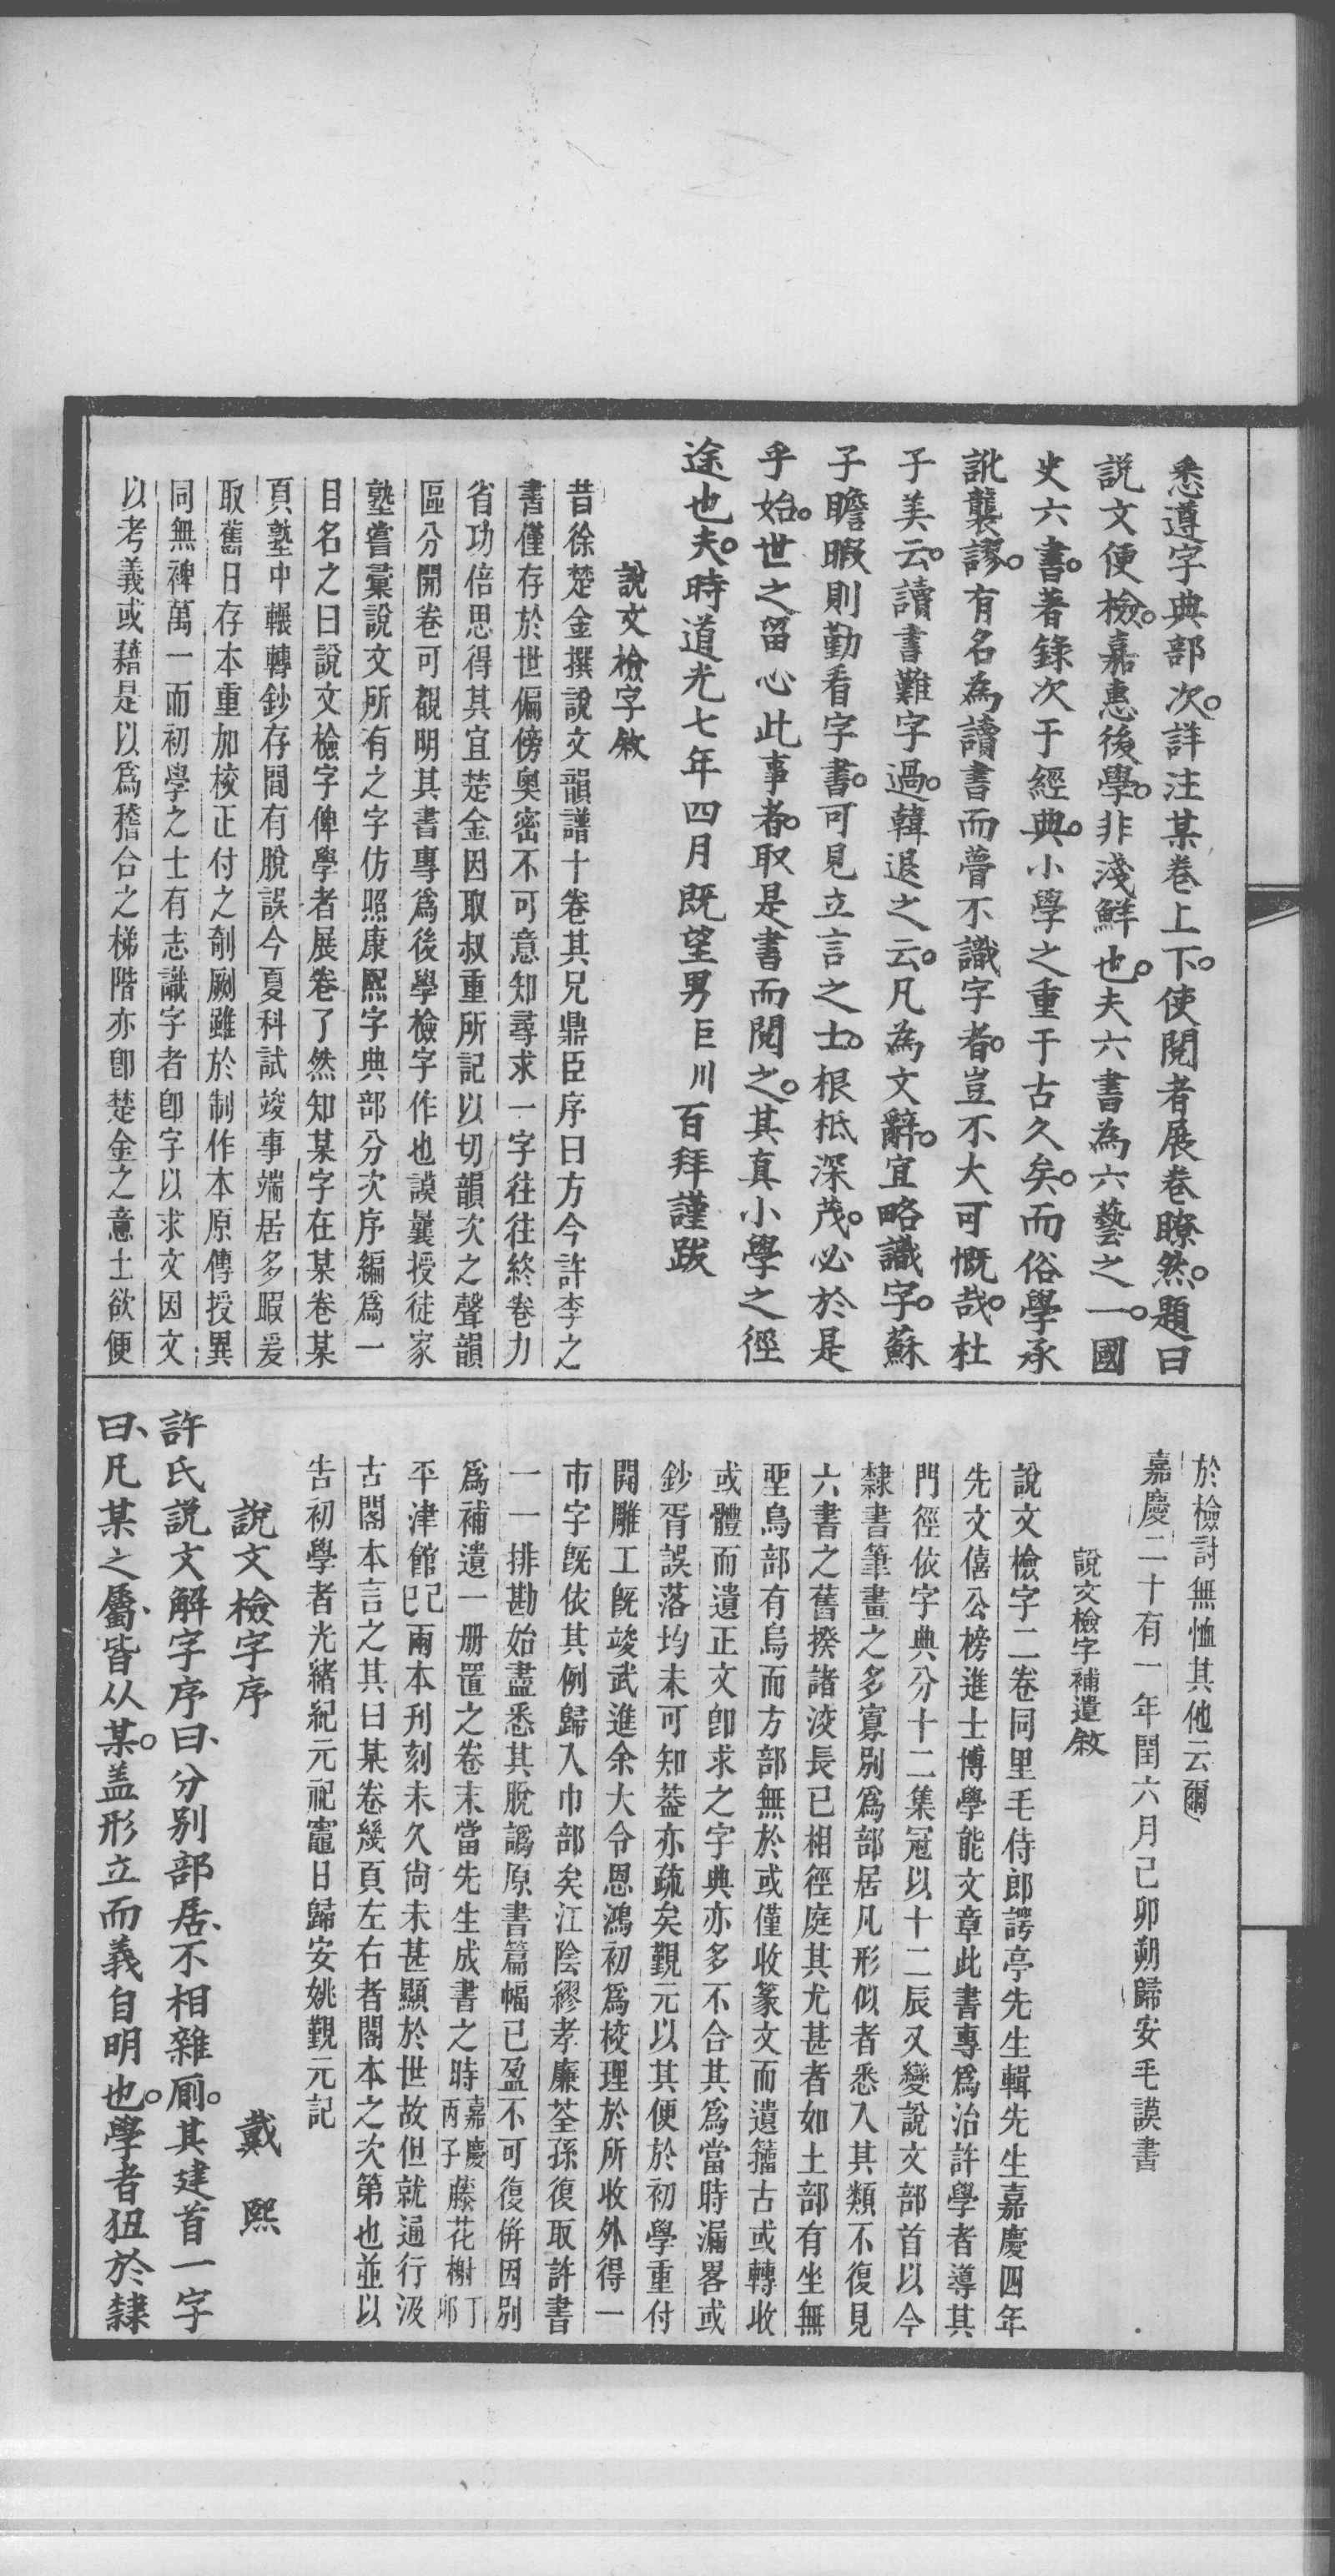 悉遵字典部次。詳注某卷上下。使閱者展卷瞭然。題曰
説文便檢。嘉惠後學。非淺鮮也。夫六書為六藝之一。國
史六書。著錄次于經典。小學之重于古久矣。而俗學承
訛襲謬。有名為讀書而瞢不識字者。豈不大可慨哉。杜
子美云。讀書難字過。韓退之云。凡為文辭。宜略識字。蘇
子瞻暇則勤看字書。可見立言之士。根柢深茂。必於是
乎始。世之留心此事者。取是書而閱之。其真小學之徑
途也夫。時道光七年四月既望男巨川百拜謹跋
說文檢字敘
昔徐楚金撰說文韻譜十卷其兄鼎臣序曰方今許李之
書僅存於世偏傍奧密不可意知尋求一字往往終卷力
省功倍思得其宜楚金因取叔重所記以切韻次之聲韻
區分開卷可觀明其書專爲後學檢字作也謨曩授徒家
塾嘗彙說文所有之字仿照康熙字典部分次序編爲一
目名之曰說文檢字俾學者展卷了然知某字在某卷某
頁塾中輾轉鈔存間有脫誤今夏科試竣事端居多暇爰
取舊日存本重加校正付之剞劂雖於制作本原傳授異
同無裨萬一而初學之士有志識字者卽字以求文因文
以考義或藉是以爲稽合之梯階亦卽楚金之意士欲便
於檢討無恤其他云爾
嘉慶二十有一年閏六月己卯朔歸安毛謨書
說文檢字補遺敘
說文檢字二卷同里毛侍郎諤亭先生輯先生嘉慶四年
先文僖公榜進士博學能文章此書專爲治許學者導其
門徑依字典分十二集冠以十二辰又變說文部首以今
隸書筆畫之多寡别爲部居凡形似者悉入其類不復見
六書之舊揆諸洨長已相徑庭其尤甚者如土部有坐無
聖鳥部有烏而方部無於或僅收篆文而遺籀古或轉收
或體而遺正文卽求之字典亦多不合其爲當時漏畧或
鈔胥誤落均未可知葢亦疏矣觀元以其便於初學重付
開雕工旣竣武進余大令恩鴻初爲校理於所收外得一
市字旣依其例歸入巾部矣江陰繆孝廉荃孫復取許書
一一排勘始盡悉其脫譌原書篇幅已盈不可復倂因别
爲補遺一册置之卷末當先生成書之時嘉慶丙子藤花榭丁卯
平津館己巳兩本刊刻未久尙未甚顯於世故但就通行汲
古閣本言之其曰某卷幾頁左右者閣本之次第也並以
吿初學者光緒紀元祀竈日歸安姚覲元記
說文檢字序
戴熙
許氏説文解字序曰、分别部居、不相雜廁。其建首一字
曰、凡某之屬、皆从某。盖形立而義自明也。學者狃於隸